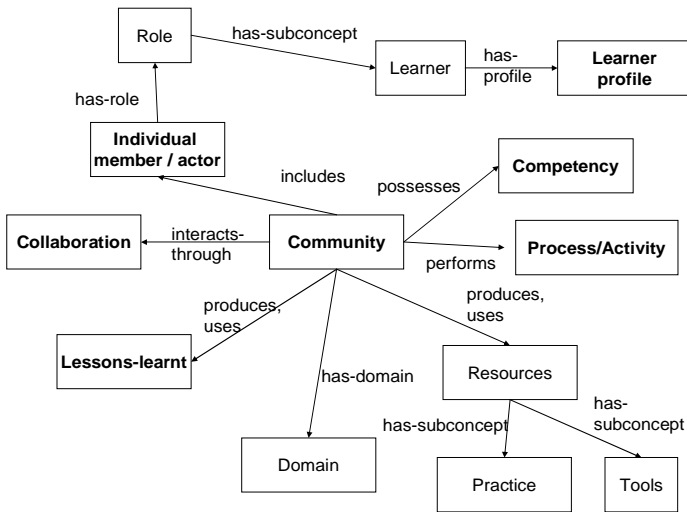 Role
has-subconcept
Learner
has-
profile
Learner
profile
has-role
Individual
member / actor
includes
possesses
Competency
Collaboration
interacts-
through
Community
performs
Process/Activity
produces,
uses
produces,
uses
Lessons-learnt
has-domain
Resources
has-subconcept
has-
subconcept
Domain
Practice
Tools